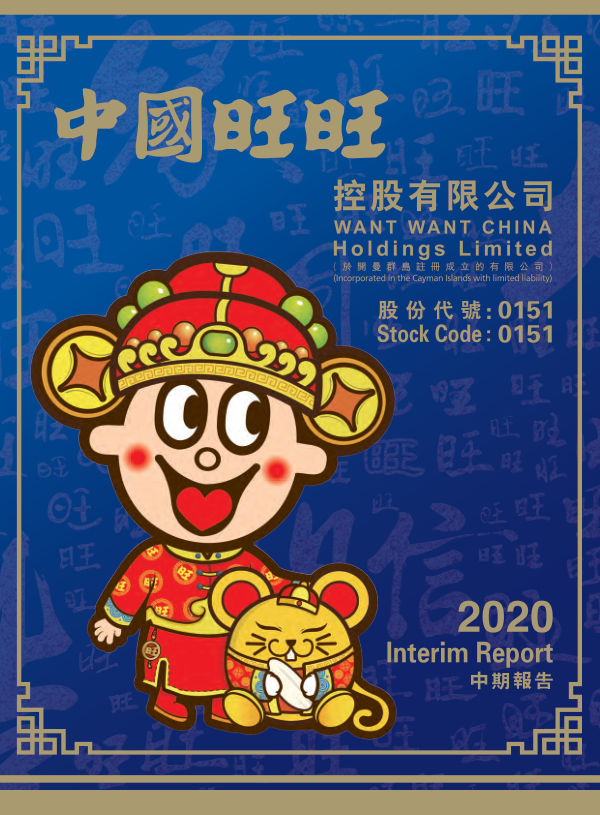 中國旺旺
控股有限公司
WANT WANT CHINA
Holdings Limited
(於開曼群島註冊成立的有限公司)
(Incorporated in the Cayman Islands with limited liability)
股份代號:0151
Stock Code:0151
2020
Interim Report
中期報告